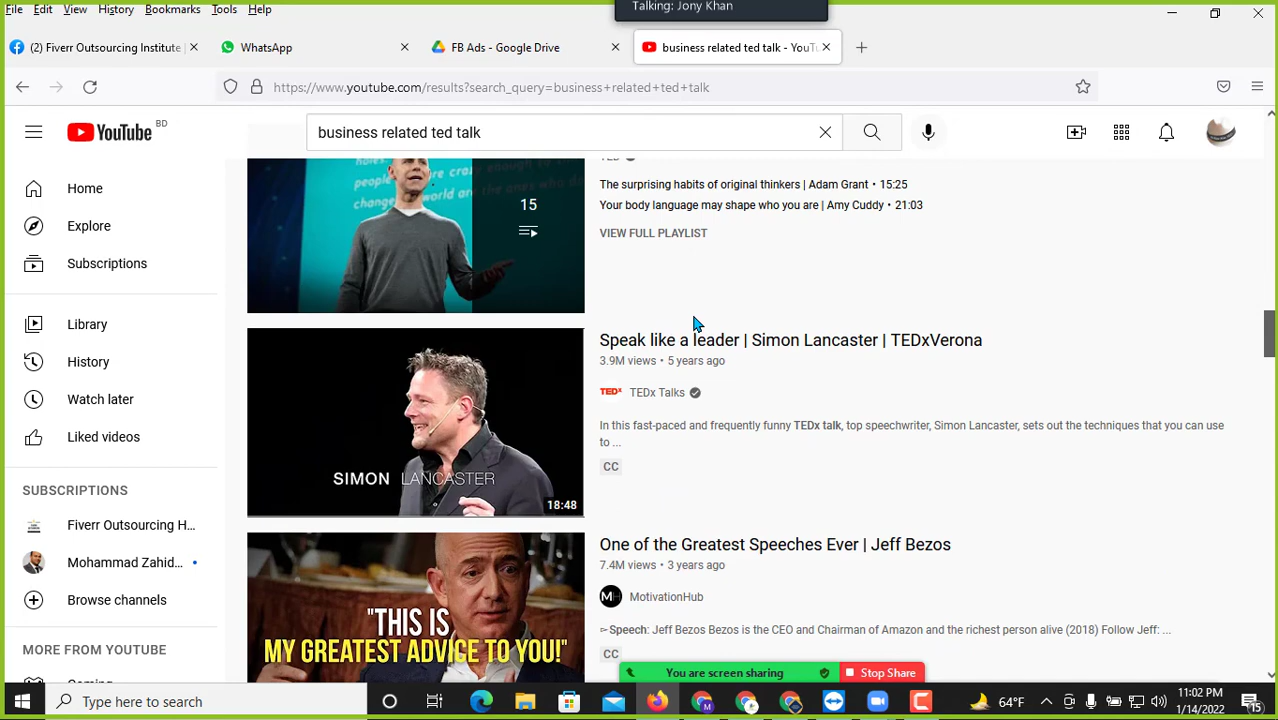 Talking: Jony Khan
File Edit View History Bookmarks Tools Help
(2) Fiverr Outsourcing Institute
WhatsApp
FB Ads - Google Drive
business related ted talk - YouTu
https://www.youtube.com/results?search_query=business+related+ted+talk
YouTube BD
business related ted talk
Home
Explore
Subscriptions
Library
History
Watch later
Liked videos
SUBSCRIPTIONS
Fiverr Outsourcing H...
Mohammad Zahid...
Browse channels
MORE FROM YOUTUBE
15
The surprising habits of original thinkers | Adam Grant • 15:25
Your body language may shape who you are | Amy Cuddy • 21:03
VIEW FULL PLAYLIST
SIMON LANCASTER
18:48
Speak like a leader | Simon Lancaster | TEDxVerona
3.9M views • 5 years ago
TEDx TEDx Talks
In this fast-paced and frequently funny TEDx talk, top speechwriter, Simon Lancaster, sets out the techniques that you can use
to ...
CC
"THIS IS
MY GREATEST ADVICE TO YOU!"
One of the Greatest Speeches Ever | Jeff Bezos
7.4M views • 3 years ago
MotivationHub
➤Speech: Jeff Bezos Bezos is the CEO and Chairman of Amazon and the richest person alive (2018) Follow Jeff: ...
CC
You are screen sharing
Stop Share
Type here to search
64°F
11:02 PM
1/14/2022
15